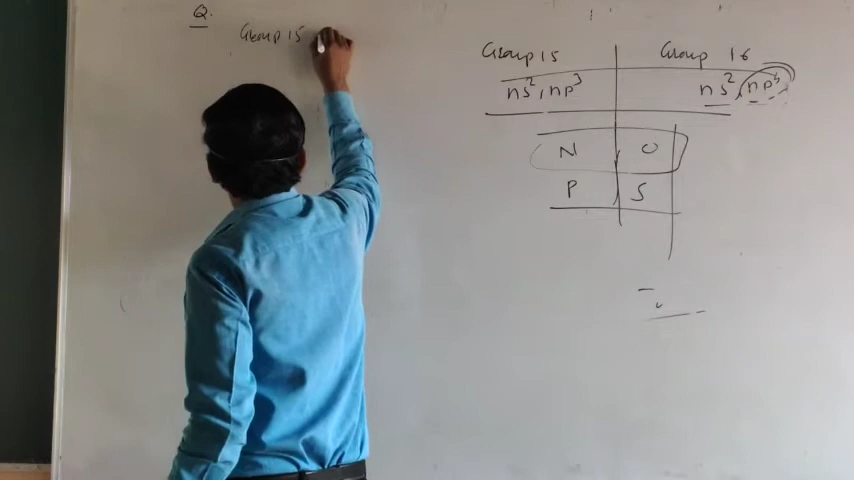 Q.
Group 15
Group 15 Group 16
ns², np³ ns², np⁴
N O
P S